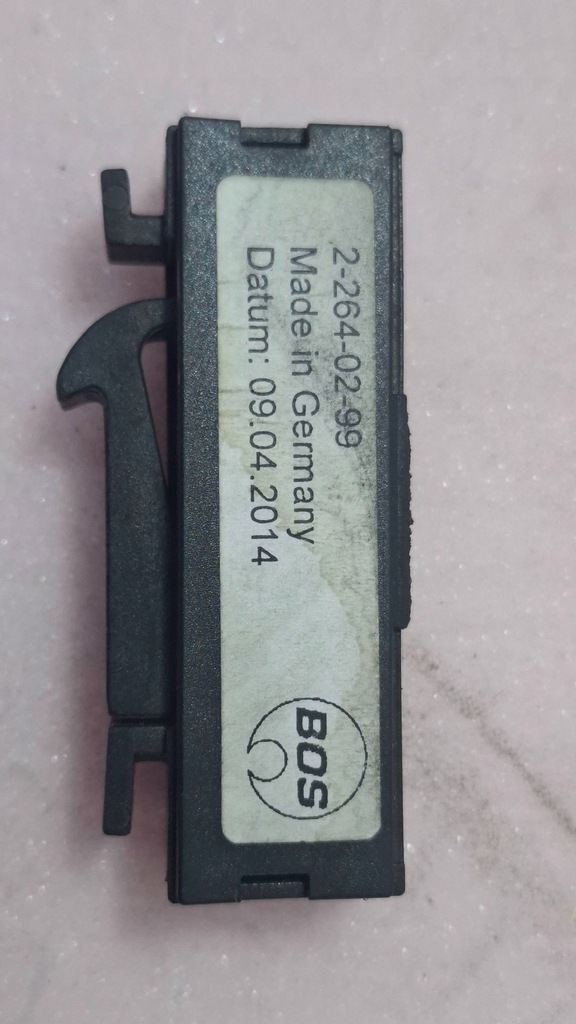 2-264-02-99
Made in Germany
Datum: 09.04.2014
BOS